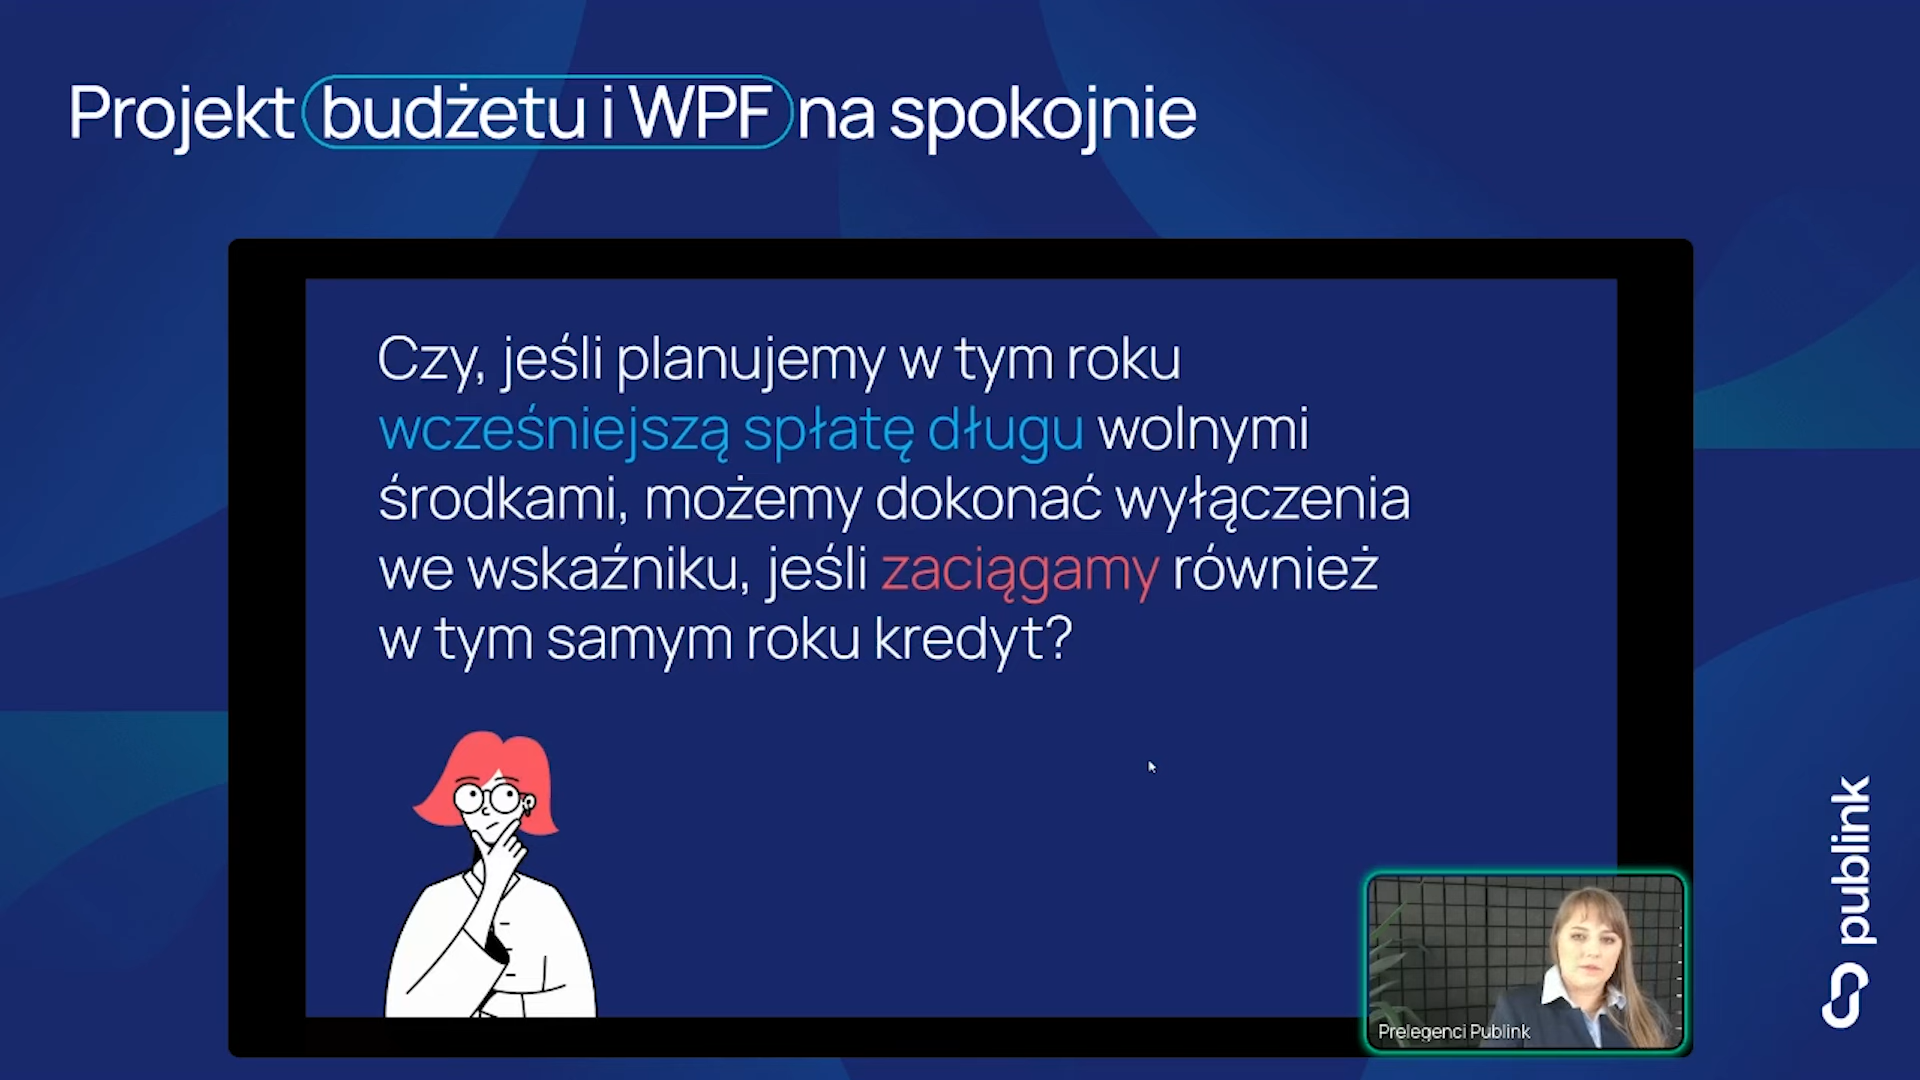 Projekt budżetu i WPF na spokojnie
Czy, jeśli planujemy w tym roku
wcześniejszą spłatę długu wolnymi
środkami, możemy dokonać wyłączenia
we wskaźniku, jeśli zaciągamy również
w tym samym roku kredyt?
Prelegenci Publink
publink